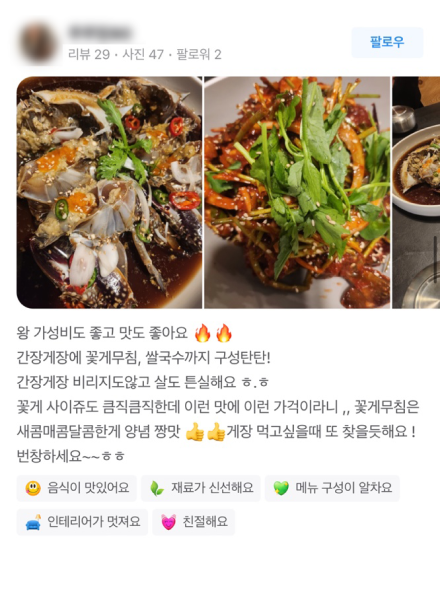 리뷰 29 · 사진 47 · 팔로워 2
팔로우
왕 가성비도 좋고 맛도 좋아요 🔥🔥
간장게장에 꽃게무침, 쌀국수까지 구성탄탄!
간장게장 비리지도않고 살도 튼실해요 ㅎ.ㅎ
꽃게 사이쥬도 큼직큼직한데 이런 맛에 이런 가격이라니 ,, 꽃게무침은
새콤매콤달콤한게 양념 짱맛 👍👍게장 먹고싶을때 또 찾을듯해요 !
번창하세요~~ㅎㅎ
음식이 맛있어요
재료가 신선해요
메뉴 구성이 알차요
인테리어가 멋져요
친절해요